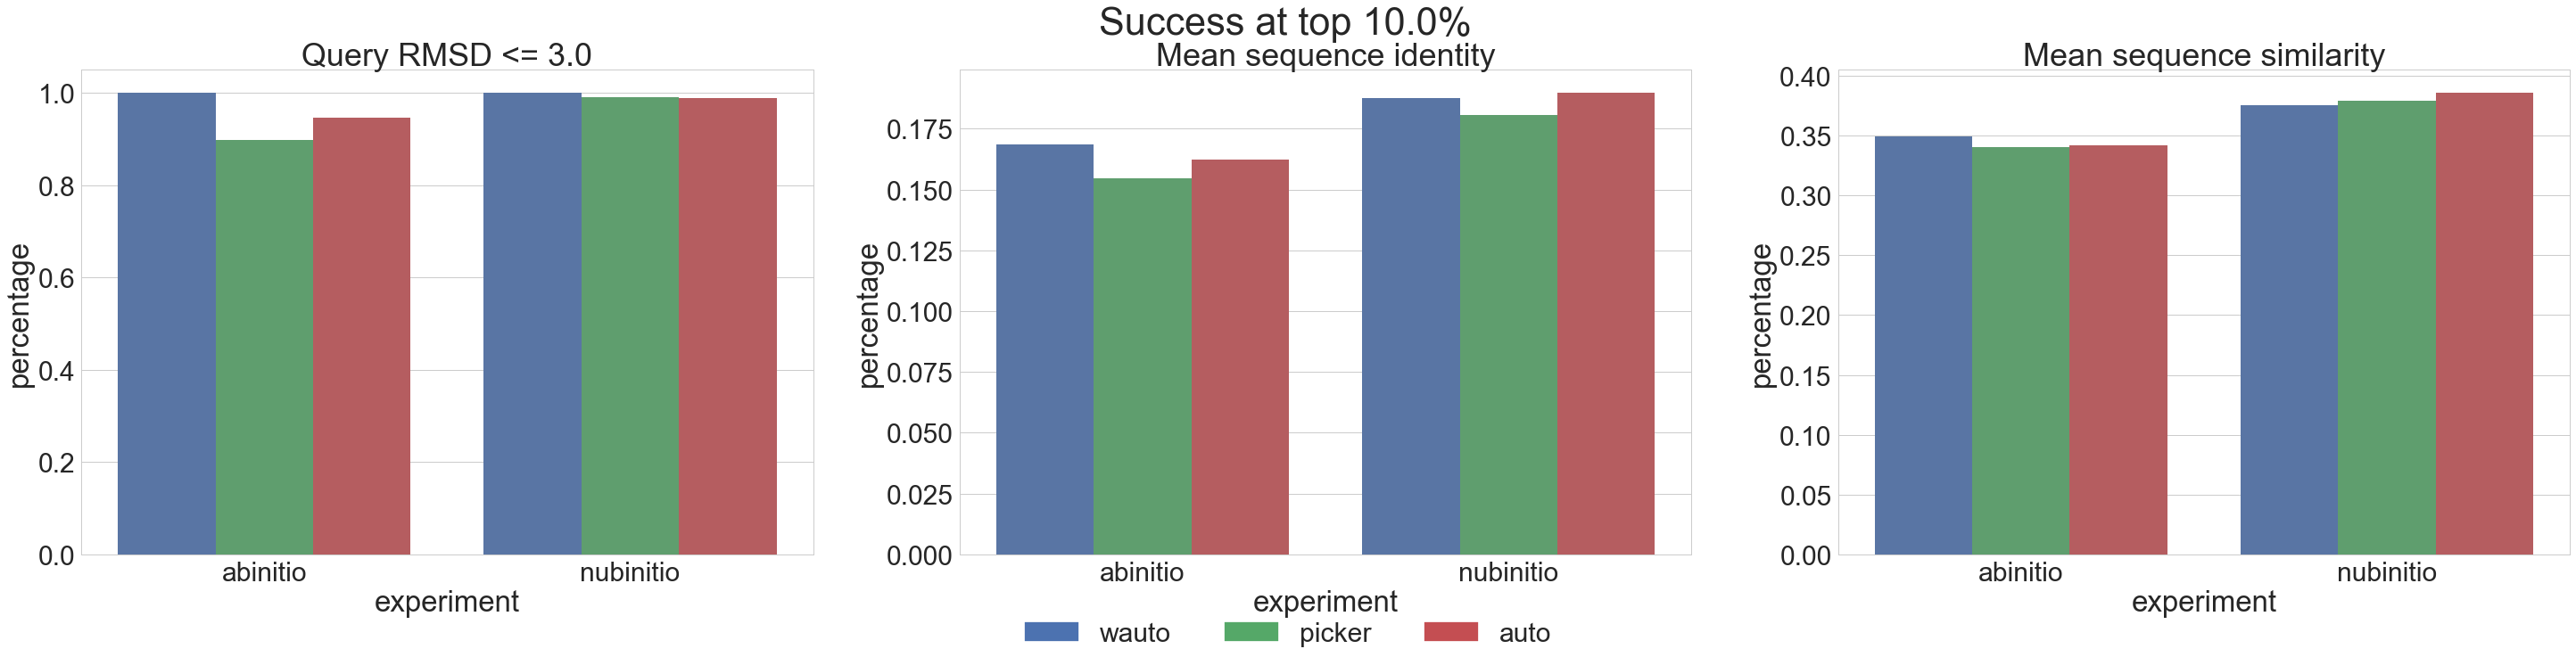 Success at top 10.0%
Query RMSD <= 3.0
1.0
0.8
0.6
0.4
0.2
0.0
percentage
abinitio
nubinitio
experiment
Mean sequence identity
0.175
0.150
0.125
0.100
0.075
0.050
0.025
0.000
percentage
abinitio
nubinitio
experiment
Mean sequence similarity
0.40
0.35
0.30
0.25
0.20
0.15
0.10
0.05
0.00
percentage
abinitio
nubinitio
experiment
wauto
picker
auto